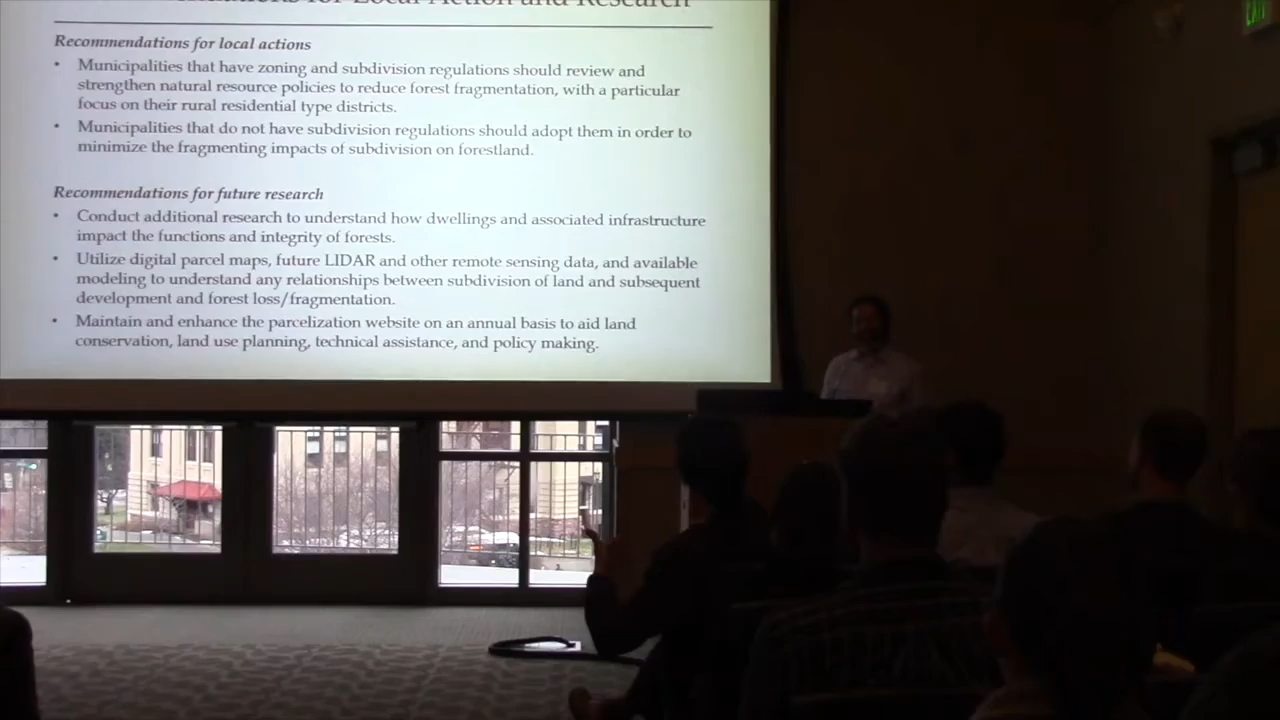 for Local Action and Research
Recommendations for local actions
• Municipalities that have zoning and subdivision regulations should review and
strengthen natural resource policies to reduce forest fragmentation, with a particular
focus on their rural residential type districts.
• Municipalities that do not have subdivision regulations should adopt them in order to
minimize the fragmenting impacts of subdivision on forestland.
Recommendations for future research
• Conduct additional research to understand how dwellings and associated infrastructure
impact the functions and integrity of forests.
• Utilize digital parcel maps, future LIDAR and other remote sensing data, and available
modeling to understand any relationships between subdivision of land and subsequent
development and forest loss/fragmentation.
• Maintain and enhance the parcelization website on an annual basis to aid land
conservation, land use planning, technical assistance, and policy making.
EXIT